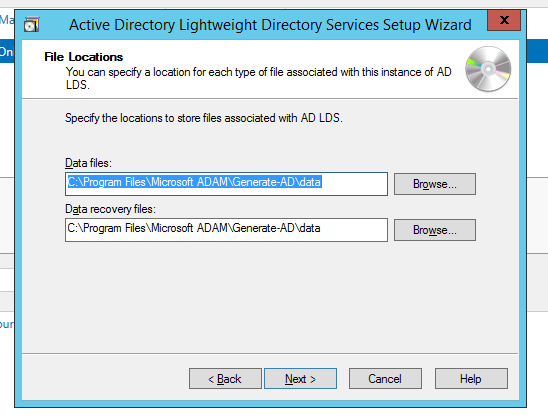 Ma
Active Directory Lightweight Directory Services Setup Wizard
x
On
File Locations
You can specify a location for each type of file associated with this instance of AD
LDS.
Specify the locations to store files associated with AD LDS.
Data files:
C:\Program Files\Microsoft ADAM\Generate-AD\data
Browse...
Data recovery files:
C:\Program Files\Microsoft ADAM\Generate-AD\data
Browse...
our
< Back
Next >
Cancel
Help